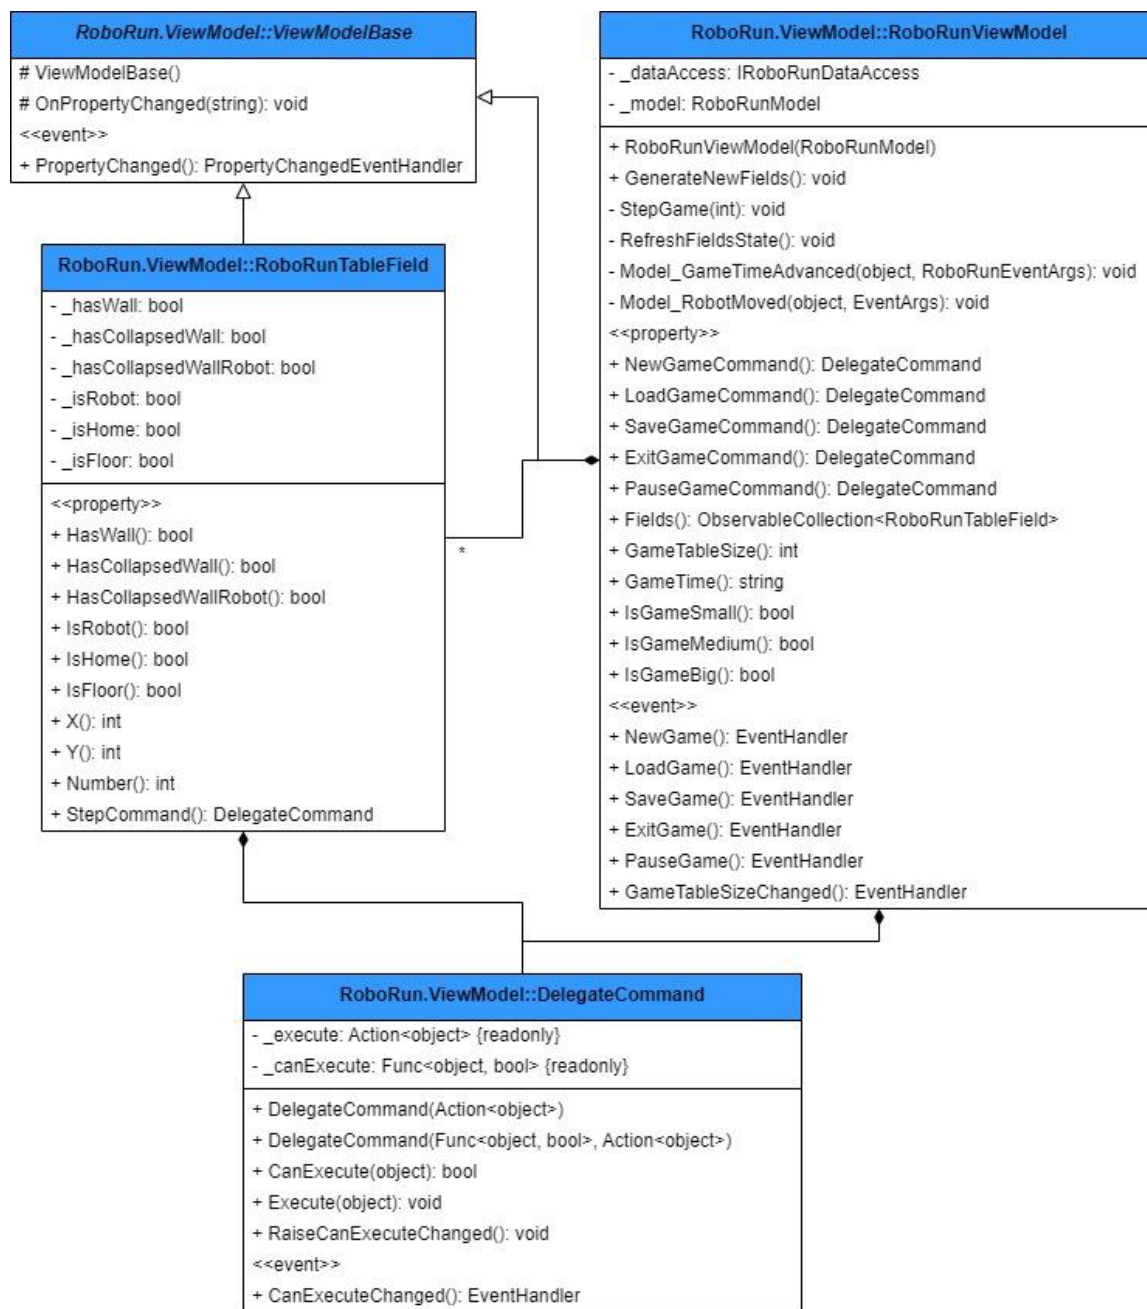 RoboRun.ViewModel::ViewModelBase
# ViewModelBase()
# OnPropertyChanged(string): void
<<event>>
+ PropertyChanged(): PropertyChangedEventHandler
RoboRun.ViewModel::RoboRunTableField
- _hasWall: bool
- _hasCollapsedWall: bool
- _hasCollapsedWallRobot: bool
- _isRobot: bool
- _isHome: bool
- _isFloor: bool
<<property>>
+ HasWall(): bool
+ HasCollapsedWall(): bool
+ HasCollapsedWallRobot(): bool
+ IsRobot(): bool
+ IsHome(): bool
+ IsFloor(): bool
+ X(): int
+ Y(): int
+ Number(): int
+ StepCommand(): DelegateCommand
*
RoboRun.ViewModel::RoboRunViewModel
- _dataAccess: IRoboRunDataAccess
- _model: RoboRunModel
+ RoboRunViewModel(RoboRunModel)
+ GenerateNewFields(): void
- StepGame(int): void
- RefreshFieldsState(): void
- Model_GameTimeAdvanced(object, RoboRunEventArgs): void
- Model_RobotMoved(object, EventArgs): void
<<property>>
+ NewGameCommand(): DelegateCommand
+ LoadGameCommand(): DelegateCommand
+ SaveGameCommand(): DelegateCommand
+ ExitGameCommand(): DelegateCommand
+ PauseGameCommand(): DelegateCommand
+ Fields(): ObservableCollection<RoboRunTableField>
+ GameTableSize(): int
+ GameTime(): string
+ IsGameSmall(): bool
+ IsGameMedium(): bool
+ IsGameBig(): bool
<<event>>
+ NewGame(): EventHandler
+ LoadGame(): EventHandler
+ SaveGame(): EventHandler
+ ExitGame(): EventHandler
+ PauseGame(): EventHandler
+ GameTableSizeChanged(): EventHandler
RoboRun.ViewModel::DelegateCommand
- _execute: Action<object> {readonly}
- _canExecute: Func<object, bool> {readonly}
+ DelegateCommand(Action<object>)
+ DelegateCommand(Func<object, bool>, Action<object>)
+ CanExecute(object): bool
+ Execute(object): void
+ RaiseCanExecuteChanged(): void
<<event>>
+ CanExecuteChanged(): EventHandler